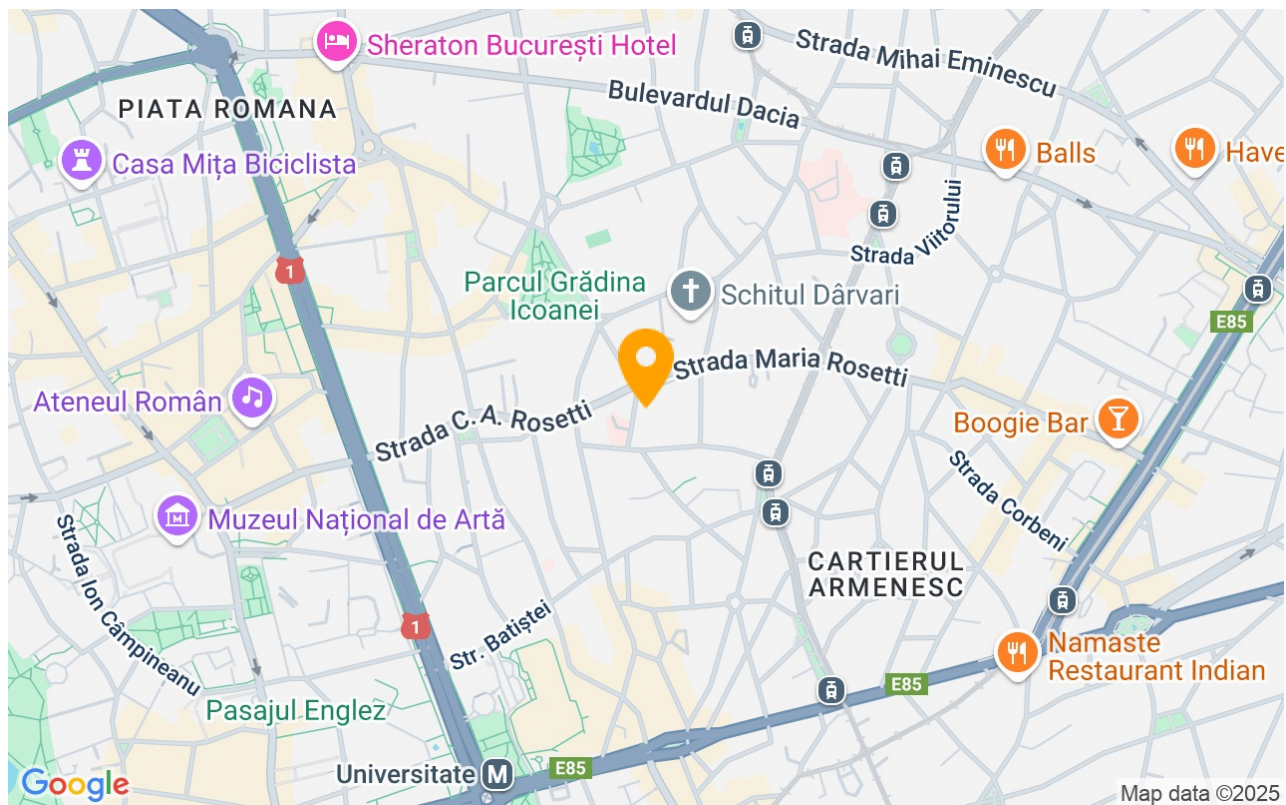 Sheraton București Hotel
Strada Mihai Eminescu
PIATA ROMANA
Bulevardul Dacia
Casa Mița Biciclista
Balls
Have
Strada Viitorului
1
Parcul Grădina
Icoanei
Schitul Dârvari
E85
Strada Maria Rosetti
Ateneul Român
Strada C. A. Rosetti
Boogie Bar
Strada Corbeni
Muzeul Național de Artă
Strada Ion Câmpineanu
CARTIERUL
ARMENESC
1
Str. Batiștei
Namaste
Restaurant Indian
E85
Pasajul Englez
Universitate M
E85
Google
Map data ©2025